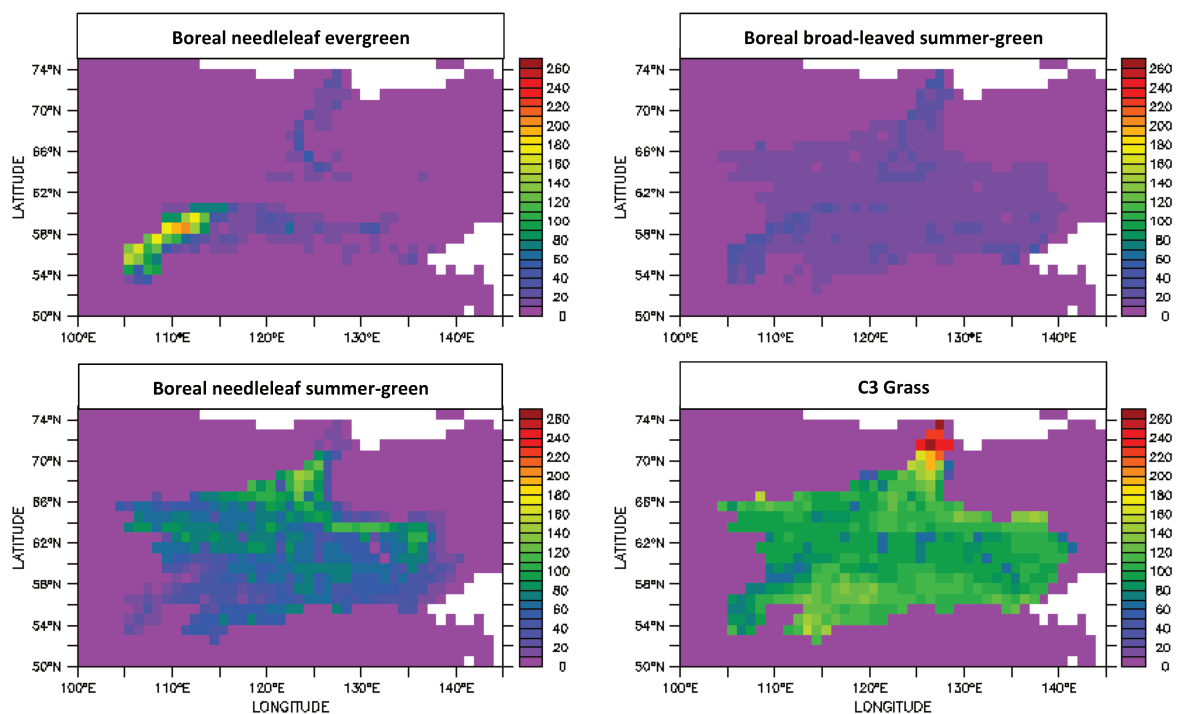 Boreal needleleaf evergreen
74°N
70°N
66°N
62°N
58°N
54°N
50°N
LATITUDE
100°E
110°E
120°E
130°E
140°E
260
240
220
200
180
160
140
120
100
80
60
40
20
0
Boreal broad-leaved summer-green
74°N
70°N
66°N
62°N
58°N
54°N
50°N
LATITUDE
100°E
110°E
120°E
130°E
140°E
260
240
220
200
180
160
140
120
100
80
60
40
20
0
Boreal needleleaf summer-green
74°N
70°N
66°N
62°N
58°N
54°N
50°N
LATITUDE
100°E
110°E
120°E
130°E
140°E
LONGITUDE
260
240
220
200
180
160
140
120
100
80
60
40
20
0
C3 Grass
74°N
70°N
66°N
62°N
58°N
54°N
50°N
LATITUDE
100°E
110°E
120°E
130°E
140°E
LONGITUDE
260
240
220
200
180
160
140
120
100
80
60
40
20
0